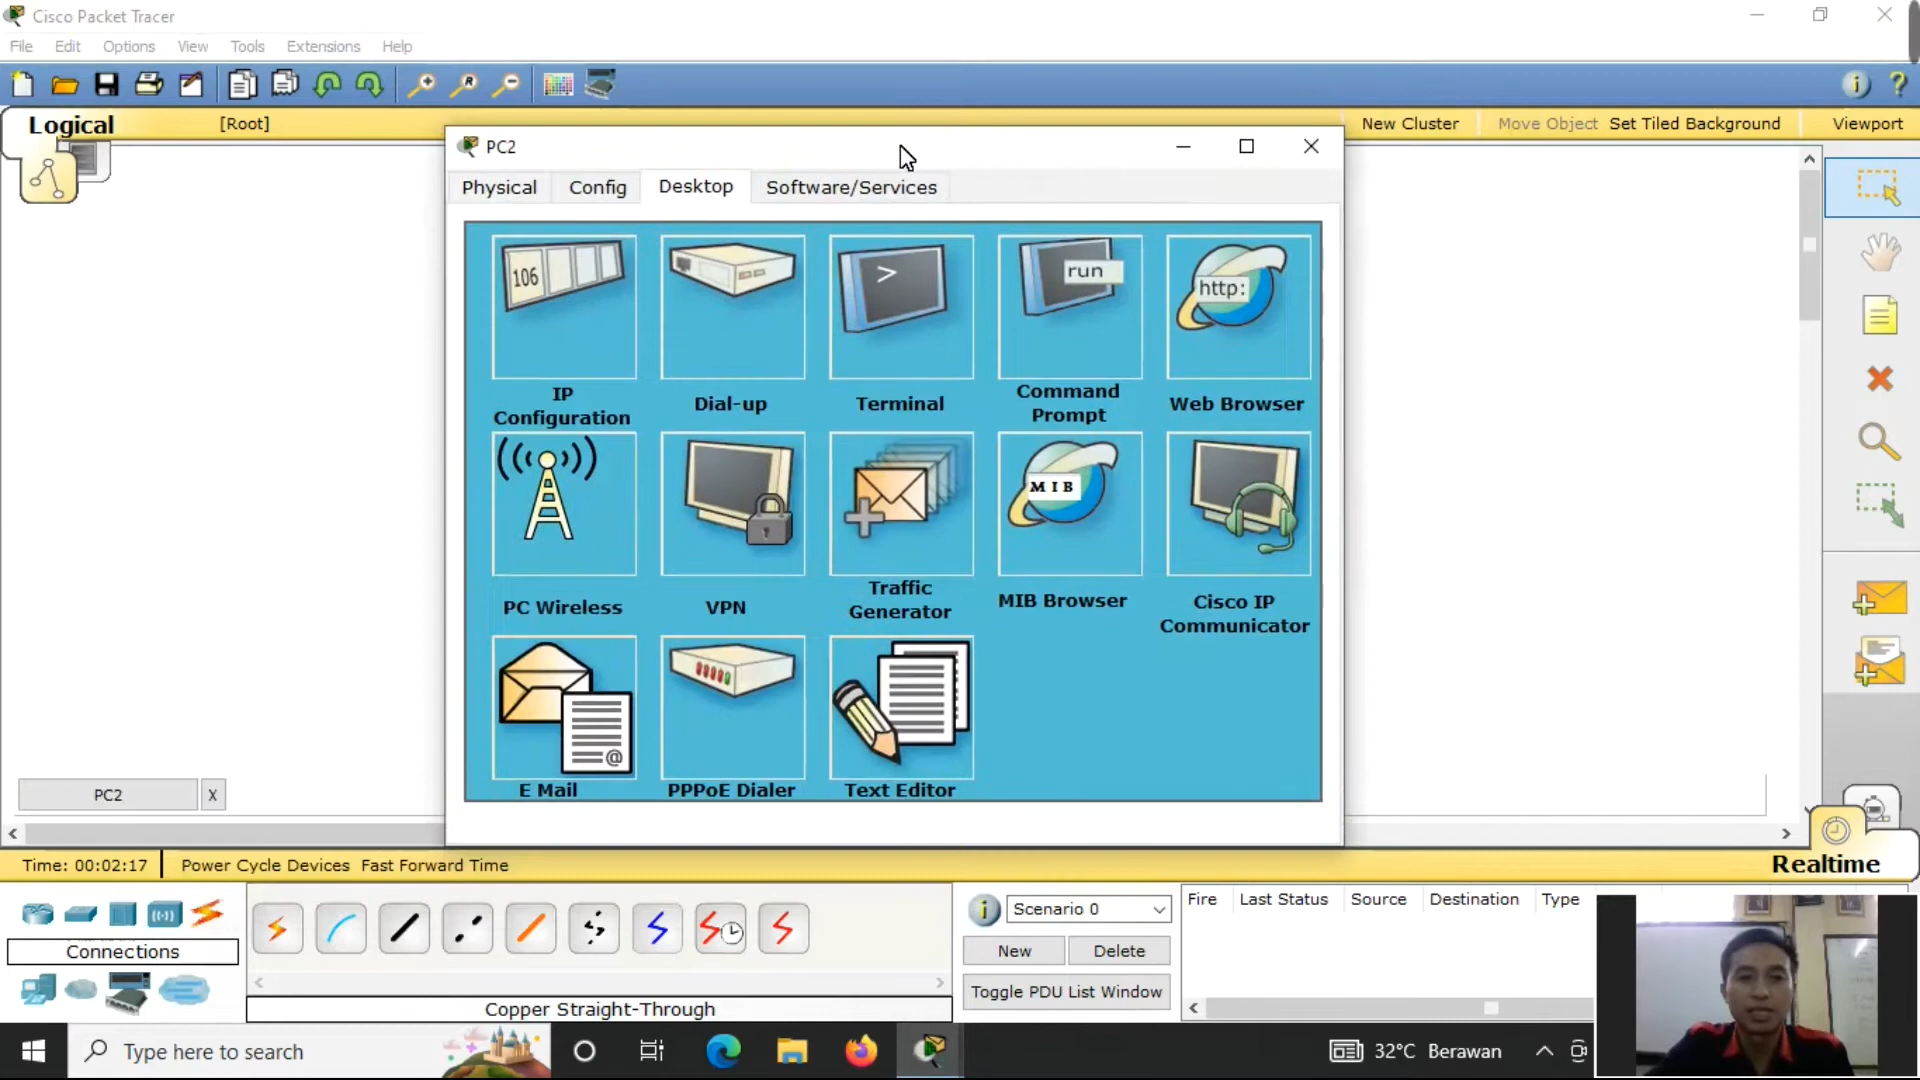 Cisco Packet Tracer
File Edit Options View Tools Extensions Help
Logical [Root] New Cluster Move Object Set Tiled Background Viewport
PC2
Physical Config Desktop Software/Services
106
>
run
http:
IP Configuration
Dial-up
Terminal
Command Prompt
Web Browser
MIB
PC Wireless
VPN
Traffic Generator
MIB Browser
Cisco IP Communicator
@
E Mail
PPPoE Dialer
Text Editor
PC2 X
Time: 00:02:17 Power Cycle Devices Fast Forward Time
Realtime
Connections
Copper Straight-Through
Scenario 0
New Delete
Toggle PDU List Window
Fire Last Status Source Destination Type
Type here to search
32°C Berawan